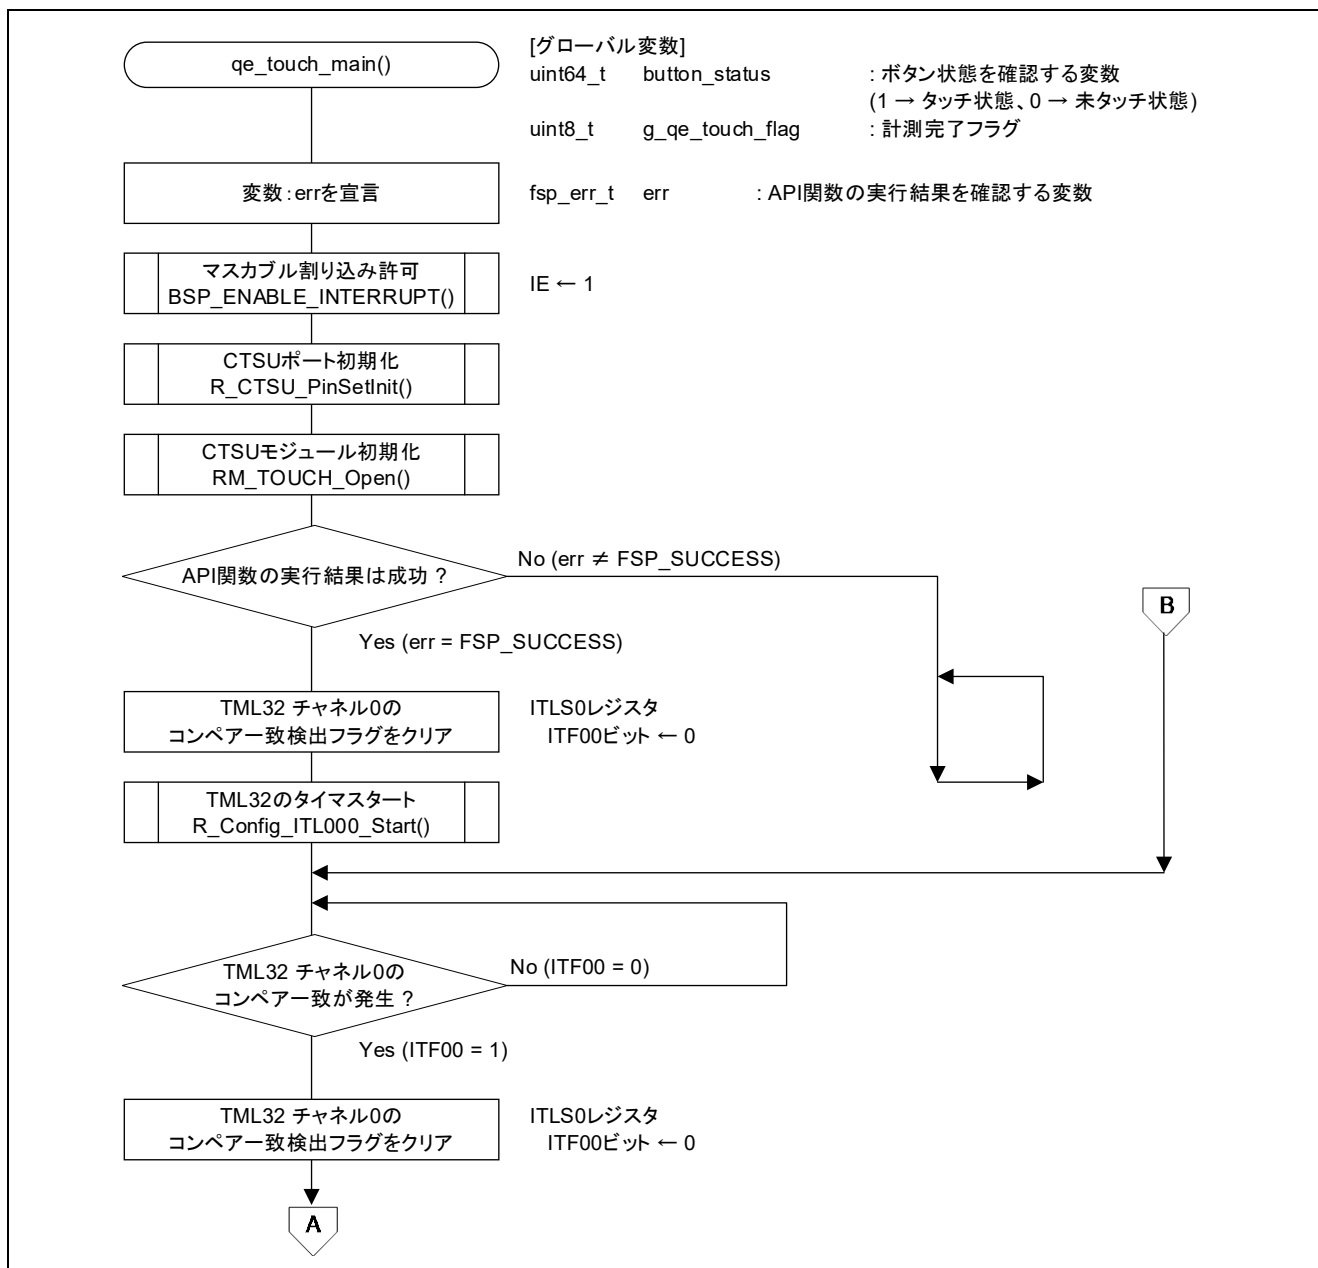 qe_touch_main()
[グローバル変数]
uint64_t button_status : ボタン状態を確認する変数
(1 → タッチ状態、0 → 未タッチ状態)
uint8_t g_qe_touch_flag : 計測完了フラグ
変数:errを宣言
fsp_err_t err : API関数の実行結果を確認する変数
マスカブル割り込み許可
BSP_ENABLE_INTERRUPT()
IE ← 1
CTSUポート初期化
R_CTSU_PinSetInit()
CTSUモジュール初期化
RM_TOUCH_Open()
API関数の実行結果は成功 ?
No (err ≠ FSP_SUCCESS)
B
Yes (err = FSP_SUCCESS)
TML32 チャネル0の
コンペアー致検出フラグをクリア
ITLS0レジスタ
ITF00ビット ← 0
TML32のタイマスタート
R_Config_ITL000_Start()
TML32 チャネル0の
コンペアー致が発生 ?
No (ITF00 = 0)
Yes (ITF00 = 1)
TML32 チャネル0の
コンペアー致検出フラグをクリア
ITLS0レジスタ
ITF00ビット ← 0
A